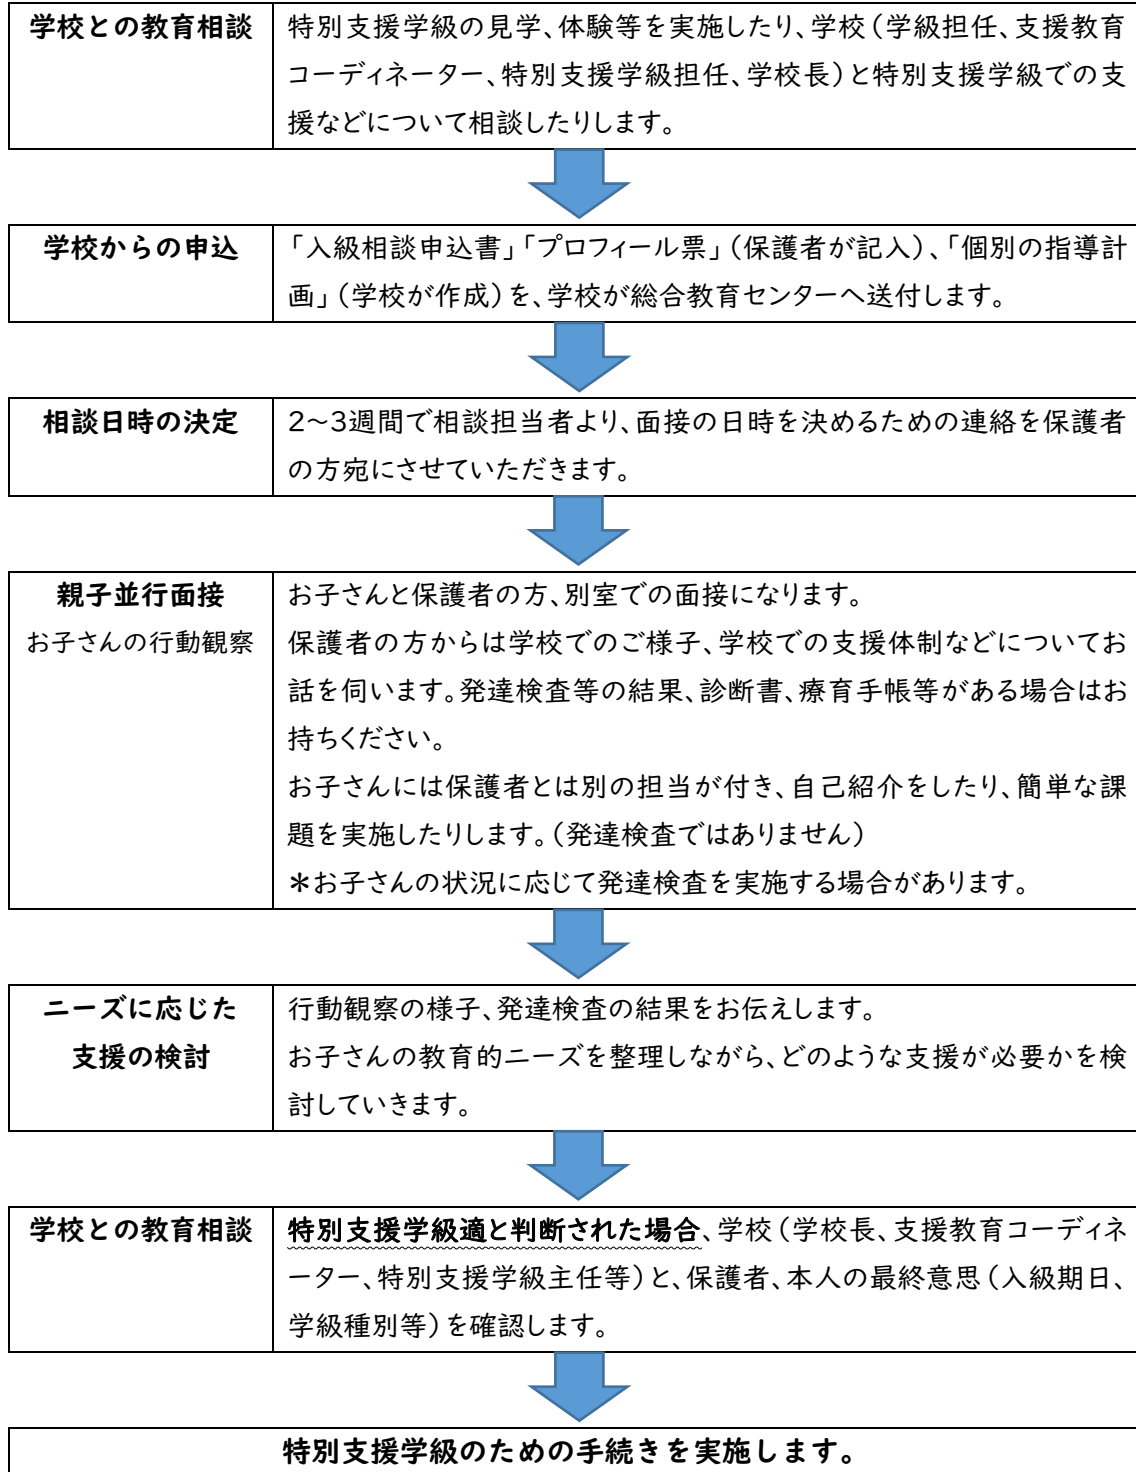 学校との教育相談
特別支援学級の見学、体験等を実施したり、学校（学級担任、支援教育
コーディネーター、特別支援学級担任、学校長）と特別支援学級での支
援などについて相談したりします。
学校からの申込
「入級相談申込書」「プロフィール票」（保護者が記入）、「個別の指導計
画」（学校が作成）を、学校が総合教育センターへ送付します。
相談日時の決定
2～3週間で相談担当者より、面接の日時を決めるための連絡を保護者
の方宛にさせていただきます。
親子並行面接
お子さんの行動観察
お子さんと保護者の方、別室での面接になります。
保護者の方からは学校でのご様子、学校での支援体制などについてお
話を伺います。発達検査等の結果、診断書、療育手帳等がある場合はお
持ちください。
お子さんには保護者とは別の担当が付き、自己紹介をしたり、簡単な課
題を実施したりします。（発達検査ではありません）
＊お子さんの状況に応じて発達検査を実施する場合があります。
ニーズに応じた
支援の検討
行動観察の様子、発達検査の結果をお伝えします。
お子さんの教育的ニーズを整理しながら、どのような支援が必要かを検
討していきます。
学校との教育相談
特別支援学級適と判断された場合、学校（学校長、支援教育コーディネ
ーター、特別支援学級主任等）と、保護者、本人の最終意思（入級期日、
学級種別等）を確認します。
特別支援学級のための手続きを実施します。